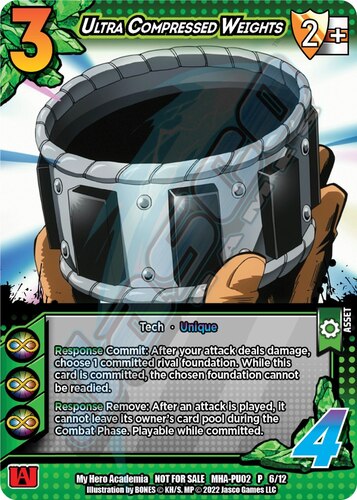 3
ULTRA COMPRESSED WEIGHTS
2 +
Tech · Unique
Response Commit: After your attack deals damage,
choose 1 committed rival foundation. While this
card is committed, the chosen foundation cannot
be readied.
Response Remove: After an attack is played, it
cannot leave its owner's card pool during the
Combat Phase. Playable while committed.
ASSET
4
My Hero Academia NOT FOR SALE MHA-PU02 P 6/12
Illustration by BONES © KH/S. MP © 2022 Jasco Games LLC